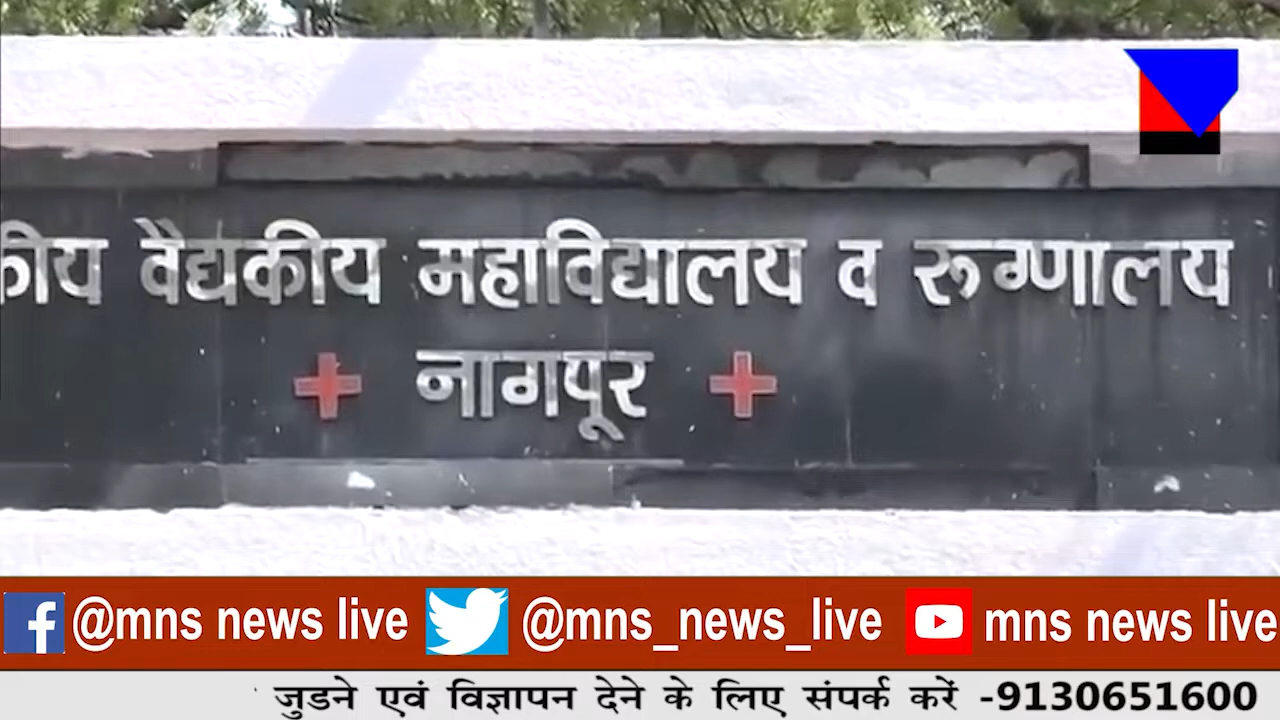 कीय वैद्यकीय महाविद्यालय व रुग्णालय
नागपूर
@mns news live @mns_news_live mns news live
जुडने एवं विज्ञापन देने के लिए संपर्क करें -9130651600